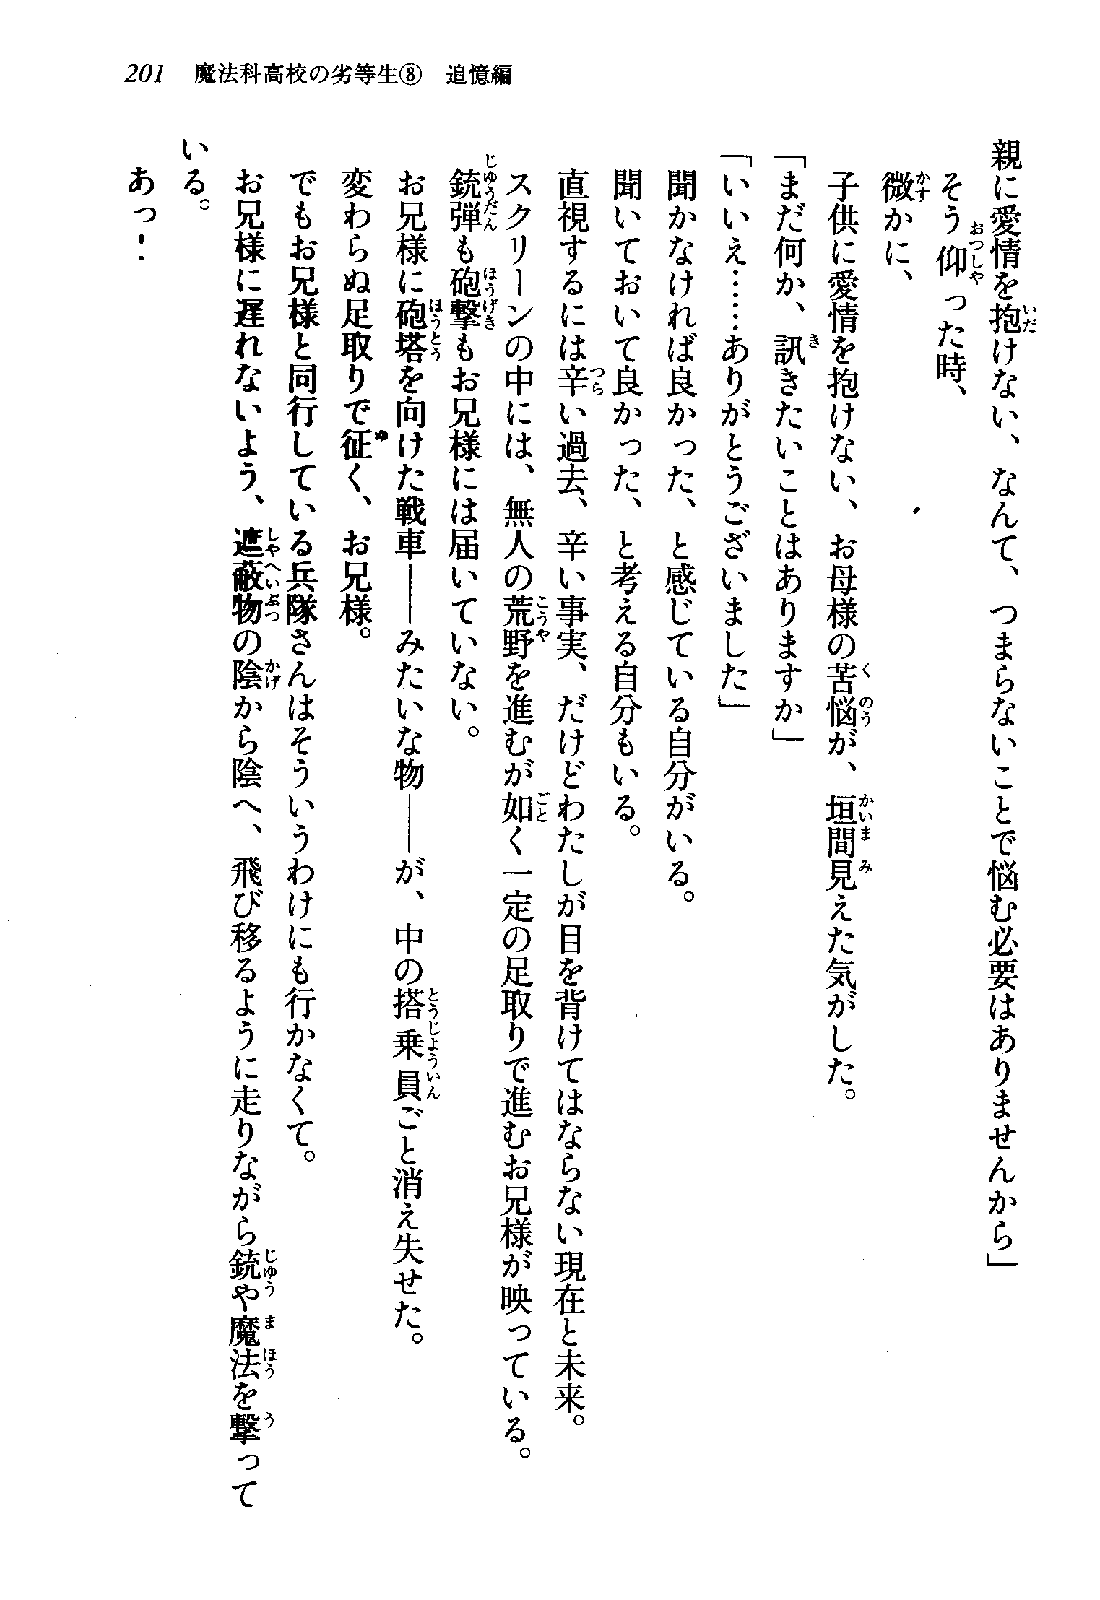 201　魔法科高校の劣等生⑧　追憶編
親に愛情を抱けない、なんて、つまらないことで悩む必要はありませんから」
　そう仰った時、
　微かに、
　子供に愛情を抱けない、お母様の苦悩が、垣間見えた気がした。
「まだ何か、訊きたいことはありますか」
「いいえ……ありがとうございました」
　聞かなければ良かった、と感じている自分がいる。
　聞いておいて良かった、と考える自分もいる。
　直視するには辛い過去、辛い事実、だけどわたしが目を背けてはならない現在と未来。
　スクリーンの中には、無人の荒野を進むが如く一定の足取りで進むお兄様が映っている。
　銃弾も砲撃もお兄様には届いていない。
　お兄様に砲塔を向けた戦車――みたいな物――が、中の搭乗員ごと消え失せた。
　変わらぬ足取りで征く、お兄様。
　でもお兄様と同行している兵隊さんはそういうわけにも行かなくて。
　お兄様に遅れないよう、遮蔽物の陰から陰へ、飛び移るように走りながら銃や魔法を撃って
いる。
　あっ！